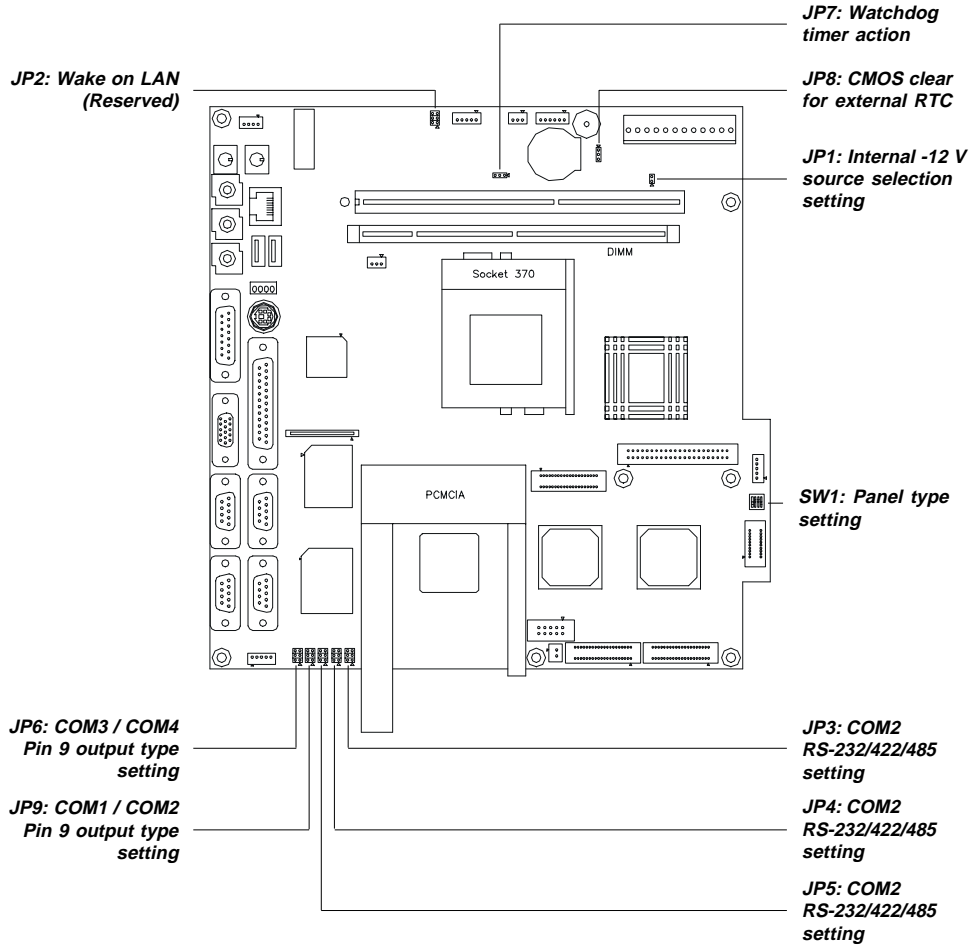 JP7: Watchdog
timer action
JP2: Wake on LAN
(Reserved)
JP8: CMOS clear
for external RTC
JP1: Internal -12 V
source selection
setting
DIMM
Socket 370
PCMCIA
SW1: Panel type
setting
JP6: COM3 / COM4
Pin 9 output type
setting
JP9: COM1 / COM2
Pin 9 output type
setting
JP3: COM2
RS-232/422/485
setting
JP4: COM2
RS-232/422/485
setting
JP5: COM2
RS-232/422/485
setting